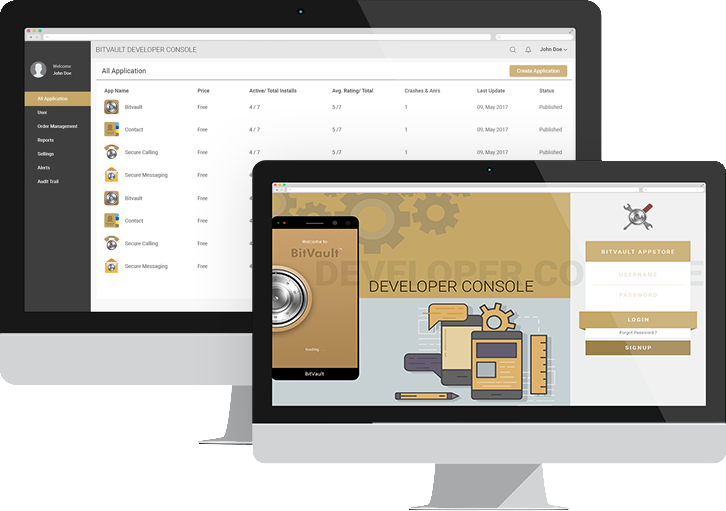 BITVAULT DEVELOPER CONSOLE
John Doe
Welcome
John Doe
All Application
User
Order Management
Reports
Settings
Alerts
Audit Trail
All Application
Create Application
App Name Price Active/ Total Installs Avg. Rating/ Total Crashes & Anrs Last Update Status
Bitvault Free 4 / 7 5 /7 1 09, May 2017 Published
Contact Free 4 / 7 5 /7 1 09, May 2017 Published
Secure Calling Free 4 / 7 5 /7 1 09, May 2017 Published
Secure Messaging Free
Bitvault Free
Contact Free
Secure Calling Free
Secure Messaging Free
Welcome to
BitVault
loading
BitVault
DEVELOPER CONSOLE
DEVELOPER CONSOLE
BITVAULT APPSTORE
USERNAME
PASSWORD
LOGIN
Forgot Password?
SIGNUP